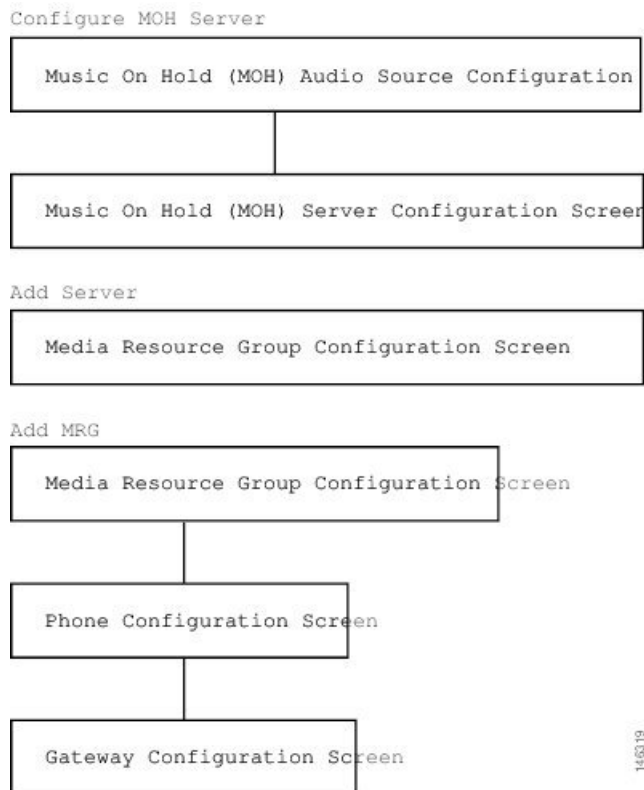 Configure MOH Server
Music On Hold (MOH) Audio Source Configuration
Music On Hold (MOH) Server Configuration Screen
Add Server
Media Resource Group Configuration Screen
Add MRG
Media Resource Group Configuration Screen
Phone Configuration Screen
Gateway Configuration Screen
146319